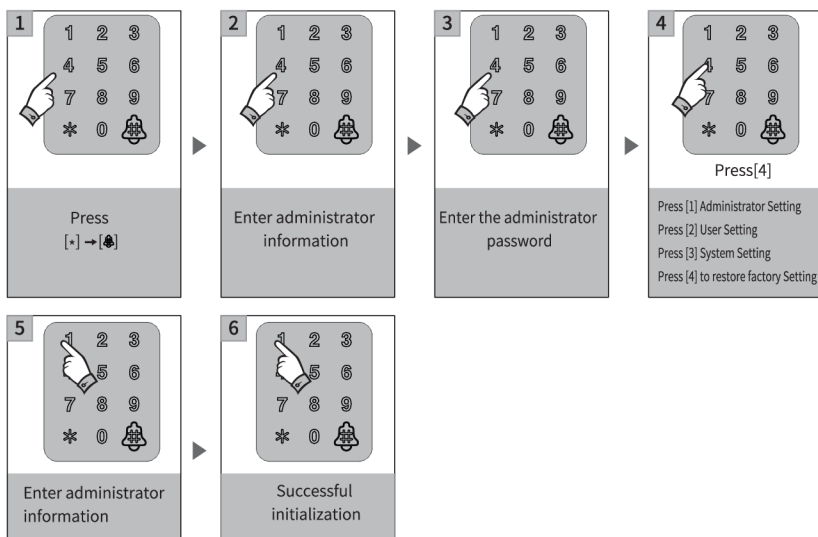 1
1 2 3
4 5 6
7 8 9
* 0 #
Press
[*] → [#]
2
1 2 3
4 5 6
7 8 9
* 0 #
Enter administrator
information
3
1 2 3
4 5 6
7 8 9
* 0 #
Enter the administrator
password
4
1 2 3
4 5 6
7 8 9
* 0 #
Press[4]
Press [1] Administrator Setting
Press [2] User Setting
Press [3] System Setting
Press [4] to restore factory Setting
5
1 2 3
5 6
7 8 9
* 0 #
Enter administrator
information
6
1 2 3
4 5 6
7 8 9
* 0 #
Successful
initialization